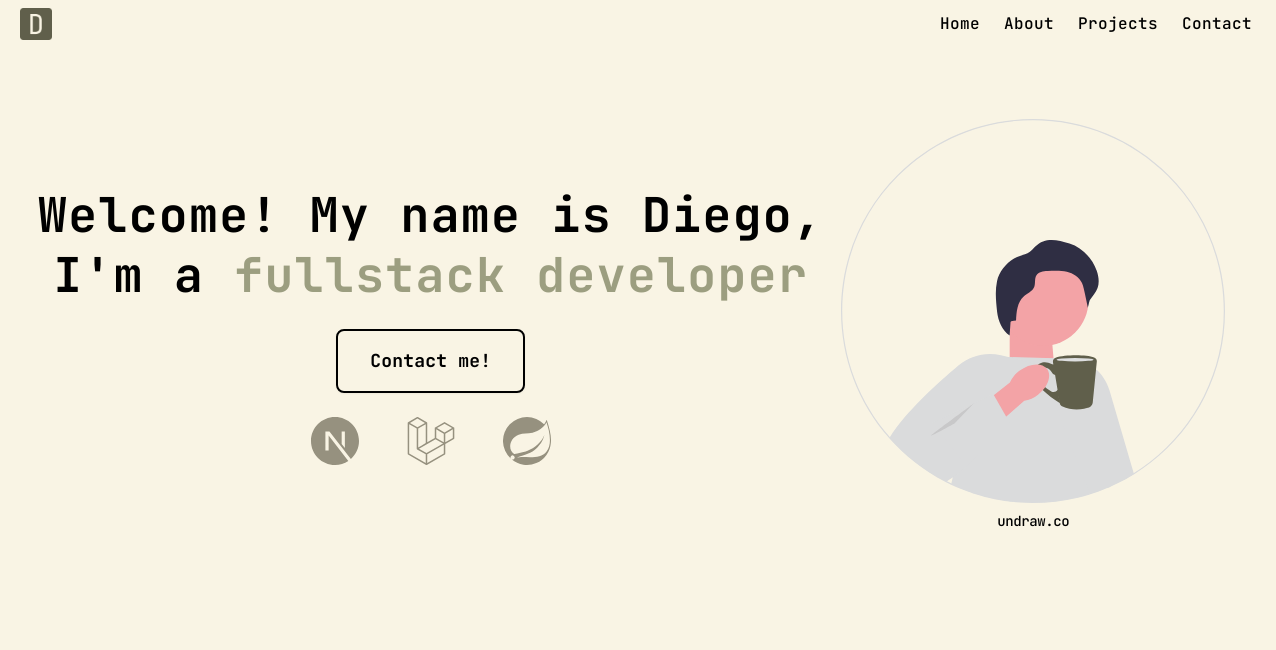 D
Home About Projects Contact
Welcome! My name is Diego,
I'm a fullstack developer
Contact me!
N
undraw.co